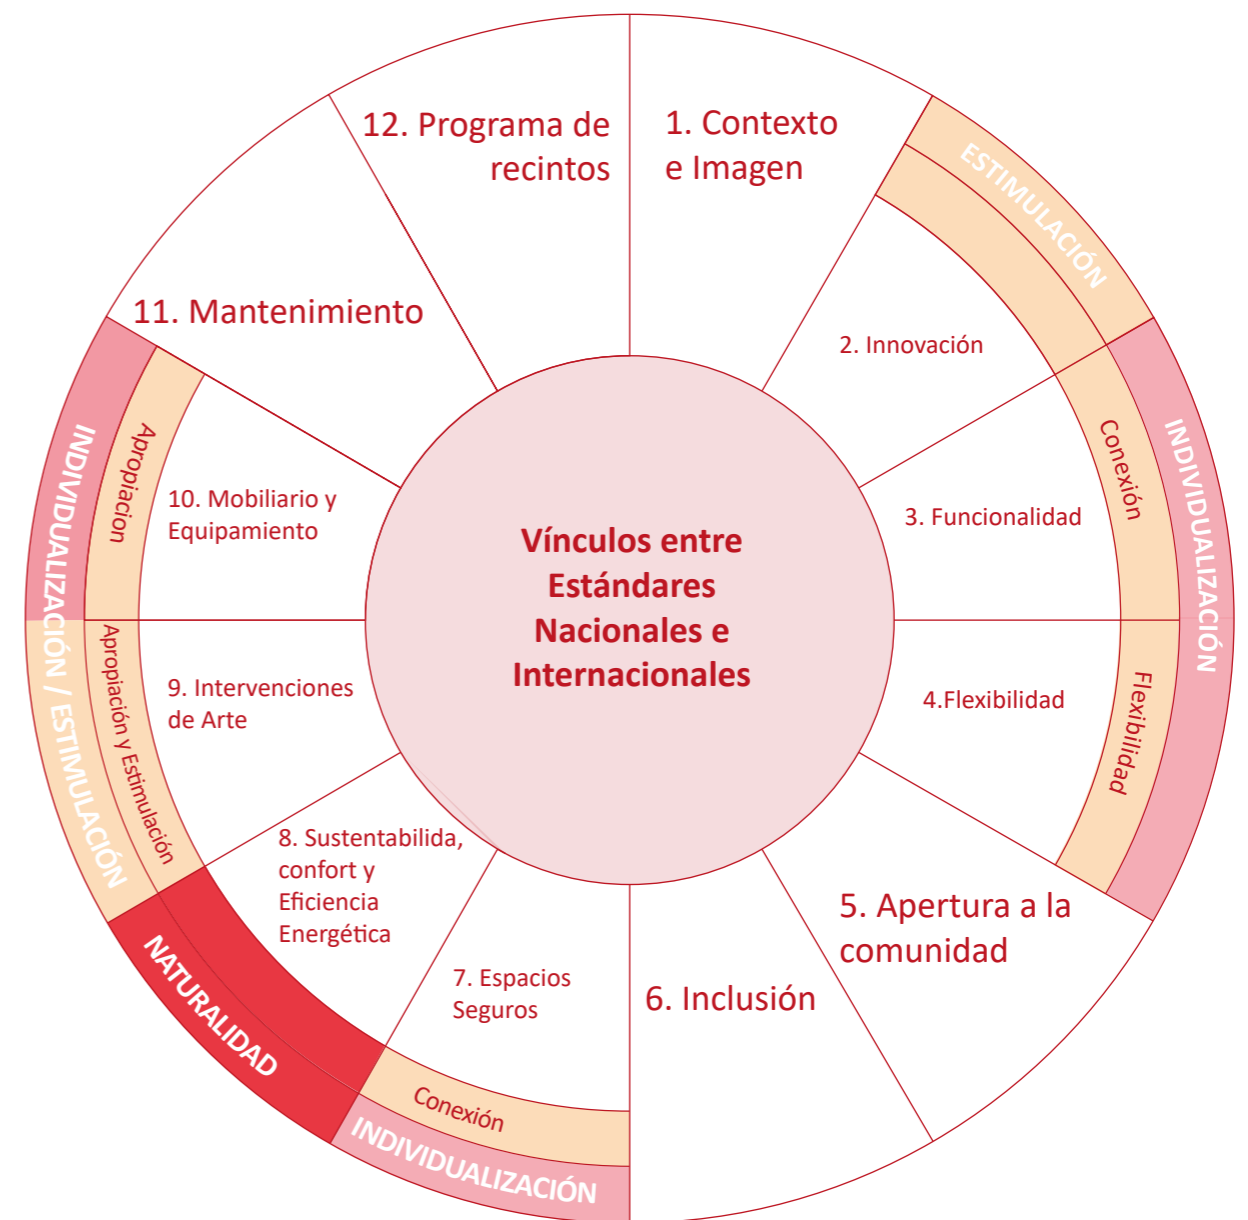 Vínculos entre
Estándares
Nacionales e
Internacionales
1. Contexto
e Imagen
ESTIMULACIÓN
2. Innovación
INDIVIDUALIZACIÓN
Conexión
3. Funcionalidad
Flexibilidad
4.Flexibilidad
5. Apertura a la
comunidad
6. Inclusión
7. Espacios
Seguros
Conexión
INDIVIDUALIZACIÓN
8. Sustentabilida,
confort y
Eficiencia
Energética
NATURALIDAD
9. Intervenciones
de Arte
Apropiación y Estimulación
INDIVIDUALIZACIÓN / ESTIMULACIÓN
10. Mobiliario y
Equipamiento
Apropiacion
11. Mantenimiento
12. Programa de
recintos